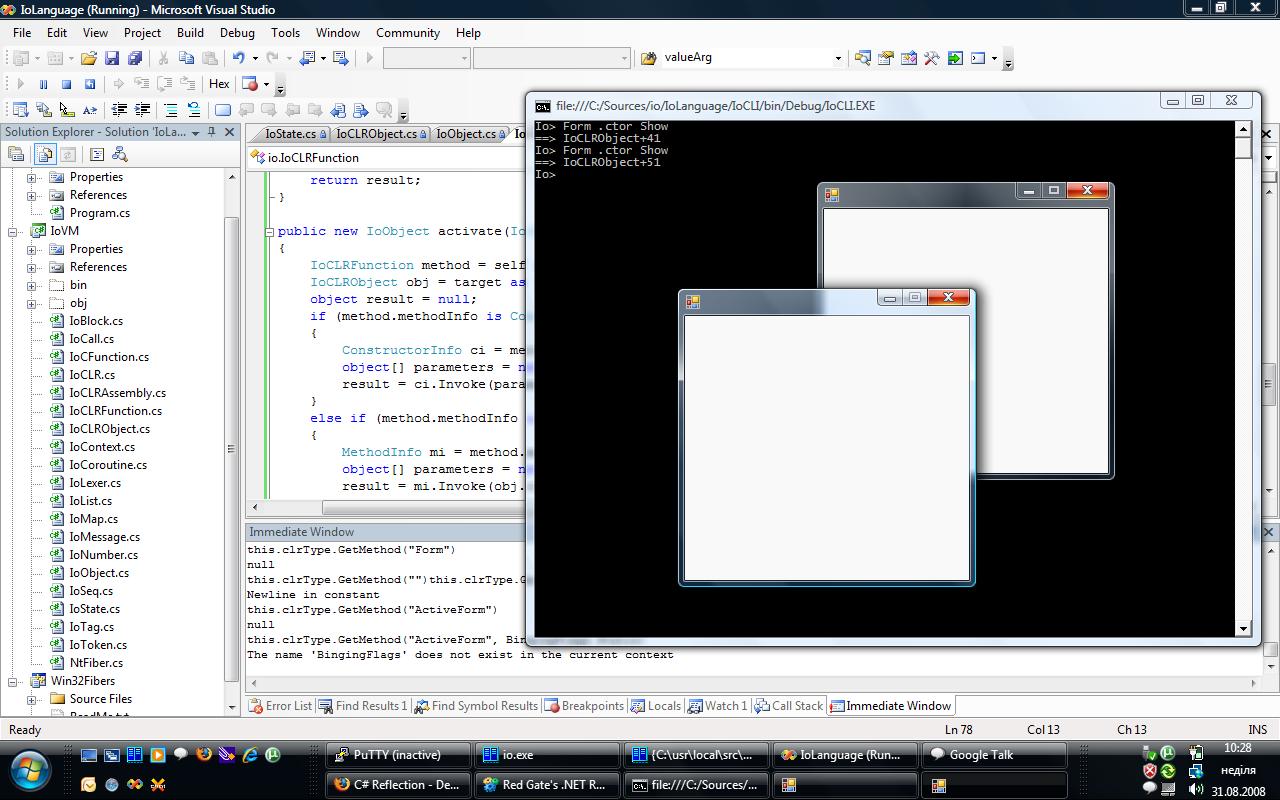 IoLanguage (Running) - Microsoft Visual Studio
File Edit View Project Build Debug Tools Window Community Help
valueArg
Hex
Solution Explorer - Solution 'IoLa...
Properties
References
Program.cs
IoVM
Properties
References
bin
obj
IoBlock.cs
IoCall.cs
IoCFunction.cs
IoCLR.cs
IoCLRAssembly.cs
IoCLRFunction.cs
IoCLRObject.cs
IoContext.cs
IoCoroutine.cs
IoLexer.cs
IoList.cs
IoMap.cs
IoMessage.cs
IoNumber.cs
IoObject.cs
IoSeq.cs
IoState.cs
IoTag.cs
IoToken.cs
NtFiber.cs
Win32Fibers
Source Files
IoState.cs IoCLRObject.cs IoObject.cs
io.IoCLRFunction
return result;
}
public new IoObject activate(Io
{
IoCLRFunction method = self
IoCLRObject obj = target as
object result = null;
if (method.methodInfo is Co
{
ConstructorInfo ci = me
object[] parameters = n
result = ci.Invoke(para
}
else if (method.methodInfo
{
MethodInfo mi = method.
object[] parameters = n
result = mi.Invoke(obj.
file:///C:/Sources/io/IoLanguage/IoCLI/bin/Debug/IoCLI.EXE
Io> Form .ctor Show
==> IoCLRObject+41
Io> Form .ctor Show
==> IoCLRObject+51
Io>
Immediate Window
this.clrType.GetMethod("Form")
null
this.clrType.GetMethod("")this.clrType.G
Newline in constant
this.clrType.GetMethod("ActiveForm")
null
this.clrType.GetMethod("ActiveForm",
The name 'BingingFlags' does not exist in the current context
Error List Find Results 1 Find Symbol Results Breakpoints Locals Watch 1 Call Stack Immediate Window
Ready Ln 78 Col 13 Ch 13 INS
PuTTY (inactive) io.exe {C:\usr\local\src\... IoLanguage (Run... Google Talk
C# Reflection - De... Red Gate's .NET R... file:///C:/Sources/...
10:28
неділя
31.08.2008